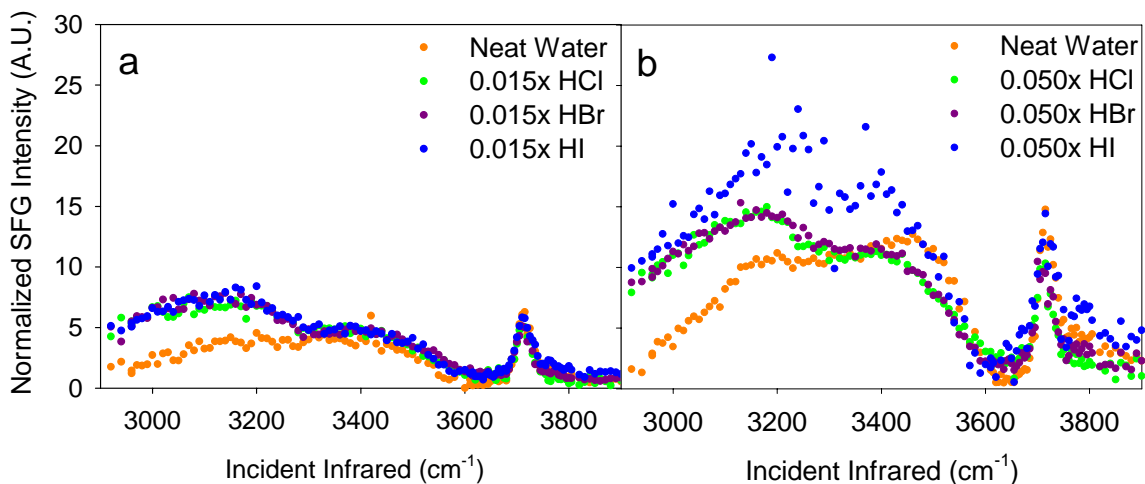 Normalized SFG Intensity (A.U.)
30
25
20
15
10
5
0
a
Neat Water
0.015x HCl
0.015x HBr
0.015x HI
b
Neat Water
0.050x HCl
0.050x HBr
0.050x HI
3000 3200 3400 3600 3800
3000 3200 3400 3600 3800
Incident Infrared (cm⁻¹)
Incident Infrared (cm⁻¹)